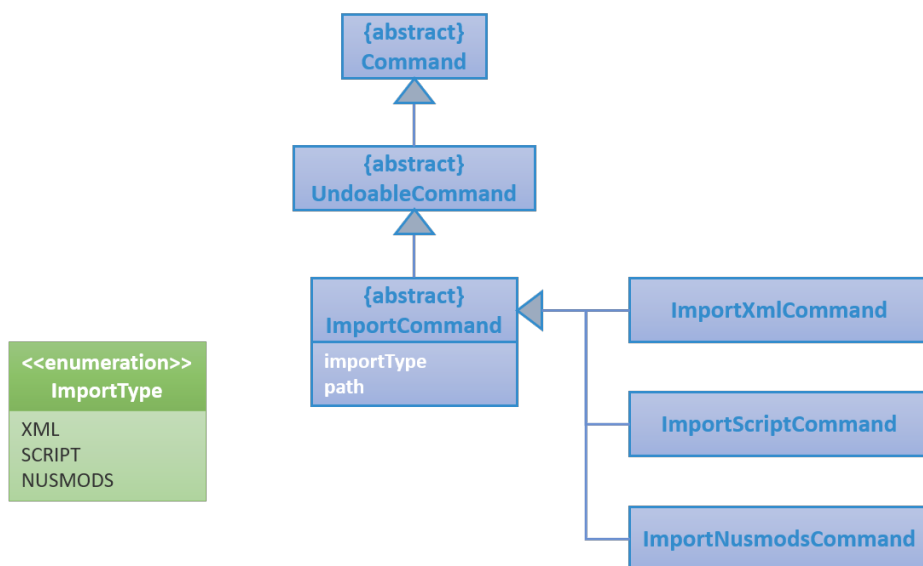 {abstract}
Command
{abstract}
UndoableCommand
{abstract}
ImportCommand
importType
path
ImportXmlCommand
<<enumeration>>
ImportType
XML
SCRIPT
NUSMODS
ImportScriptCommand
ImportNusmodsCommand